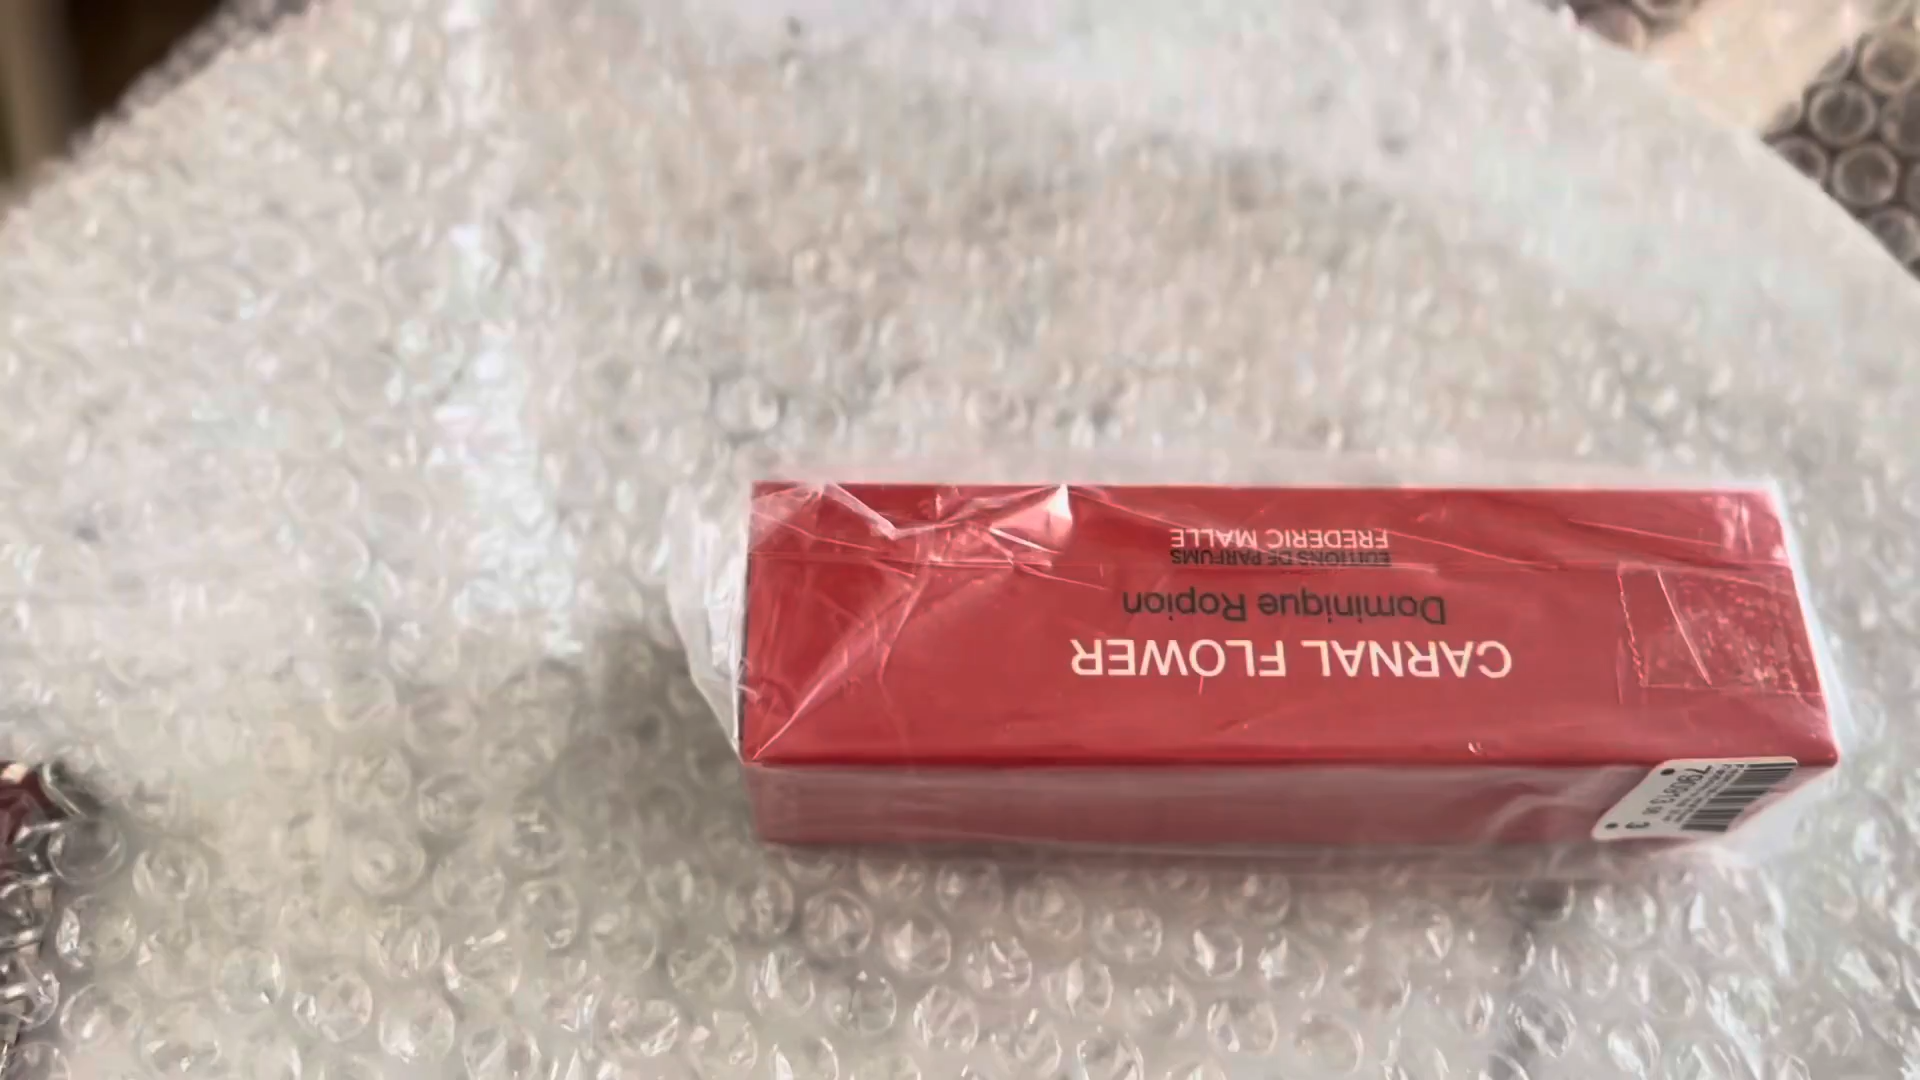 CARNAL FLOWER
Dominique Ropion
EDITIONS DE PARFUMS
FREDERIC MALLE